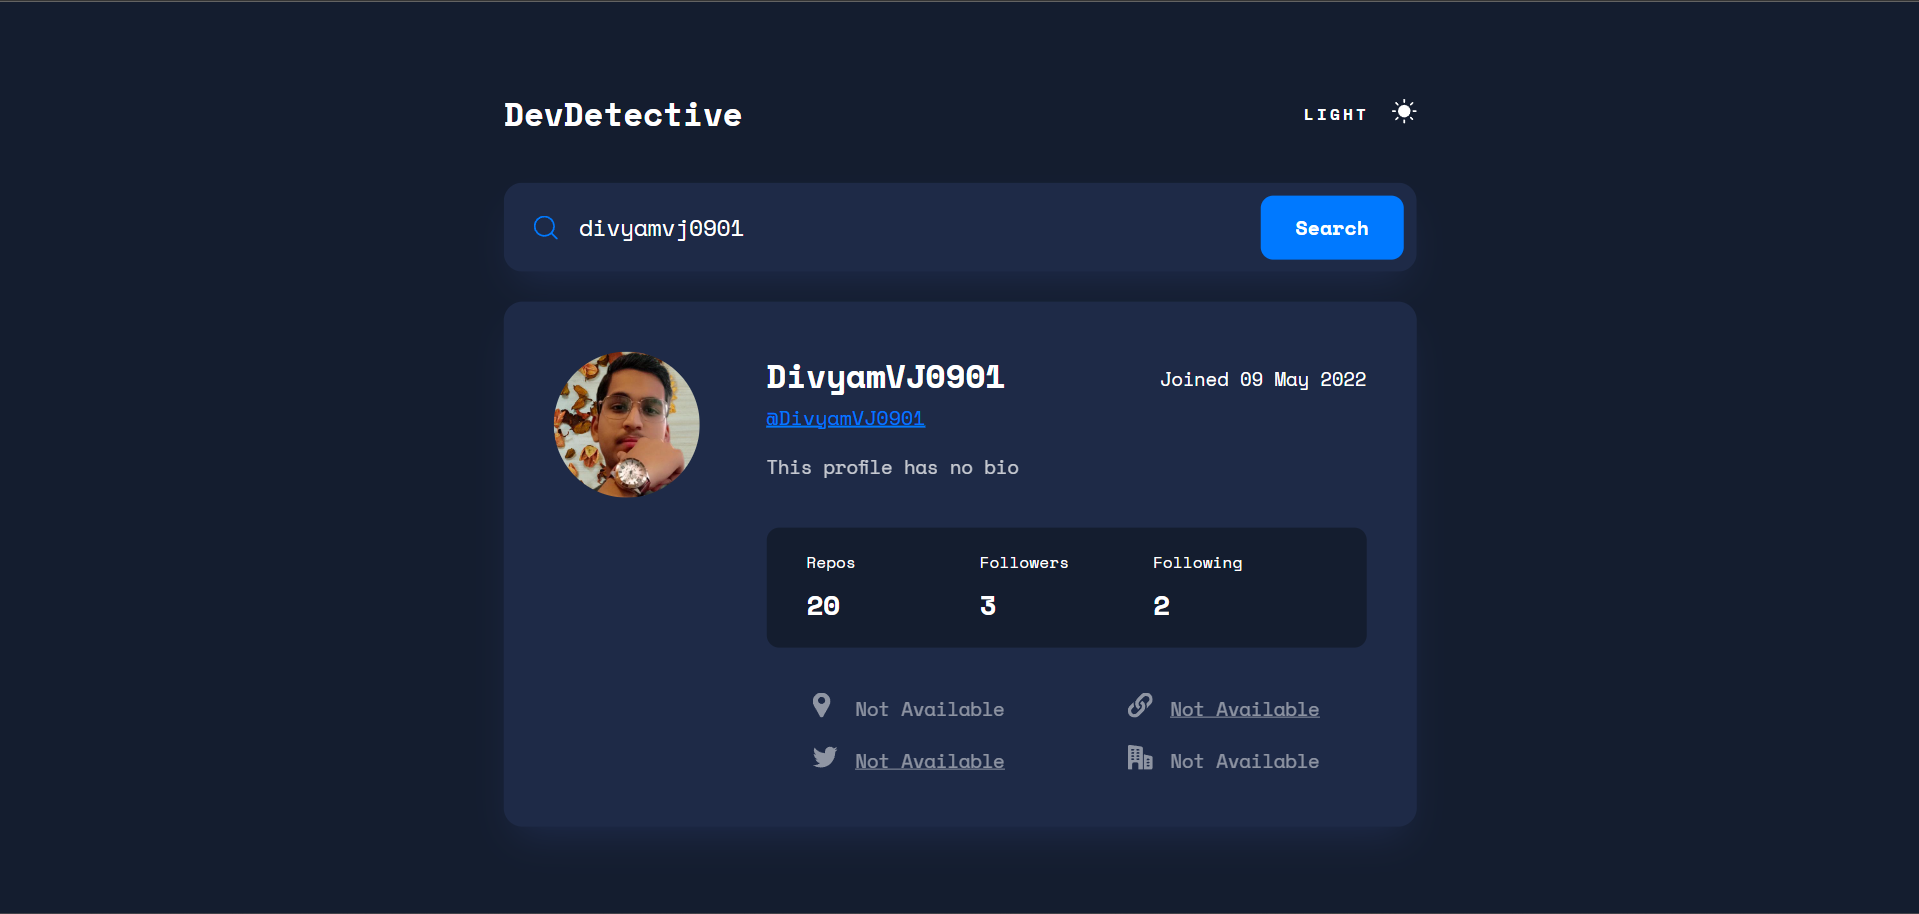 DevDetective
LIGHT
divyamvj0901
Search
DivyamVJ0901
Joined 09 May 2022
@DivyamVJ0901
This profile has no bio
Repos
Followers
Following
20
3
2
Not Available
Not Available
Not Available
Not Available